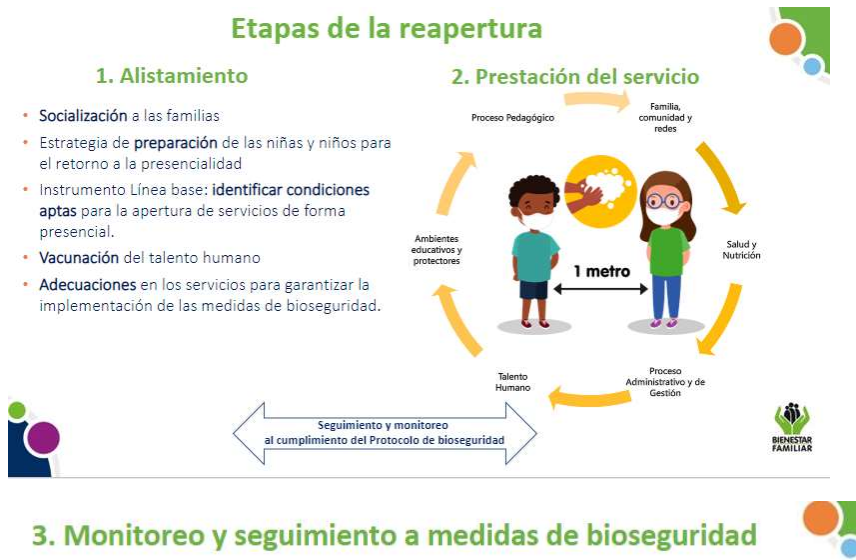 Etapas de la reapertura
1. Alistamiento
• Socialización a las familias
• Estrategia de preparación de las niñas y niños para
el retorno a la presencialidad
• Instrumento Línea base: identificar condiciones
aptas para la apertura de servicios de forma
presencial.
• Vacunación del talento humano
• Adecuaciones en los servicios para garantizar la
implementación de las medidas de bioseguridad.
2. Prestación del servicio
Proceso Pedagógico
Familia,
comunidad y
redes
Salud y
Nutrición
Proceso
Administrativo y de
Gestión
Talento
Humano
Ambientes
educativos y
protectores
1 metro
Seguimiento y monitoreo
al cumplimiento del Protocolo de bioseguridad
BIENESTAR
FAMILIAR
3. Monitoreo y seguimiento a medidas de bioseguridad